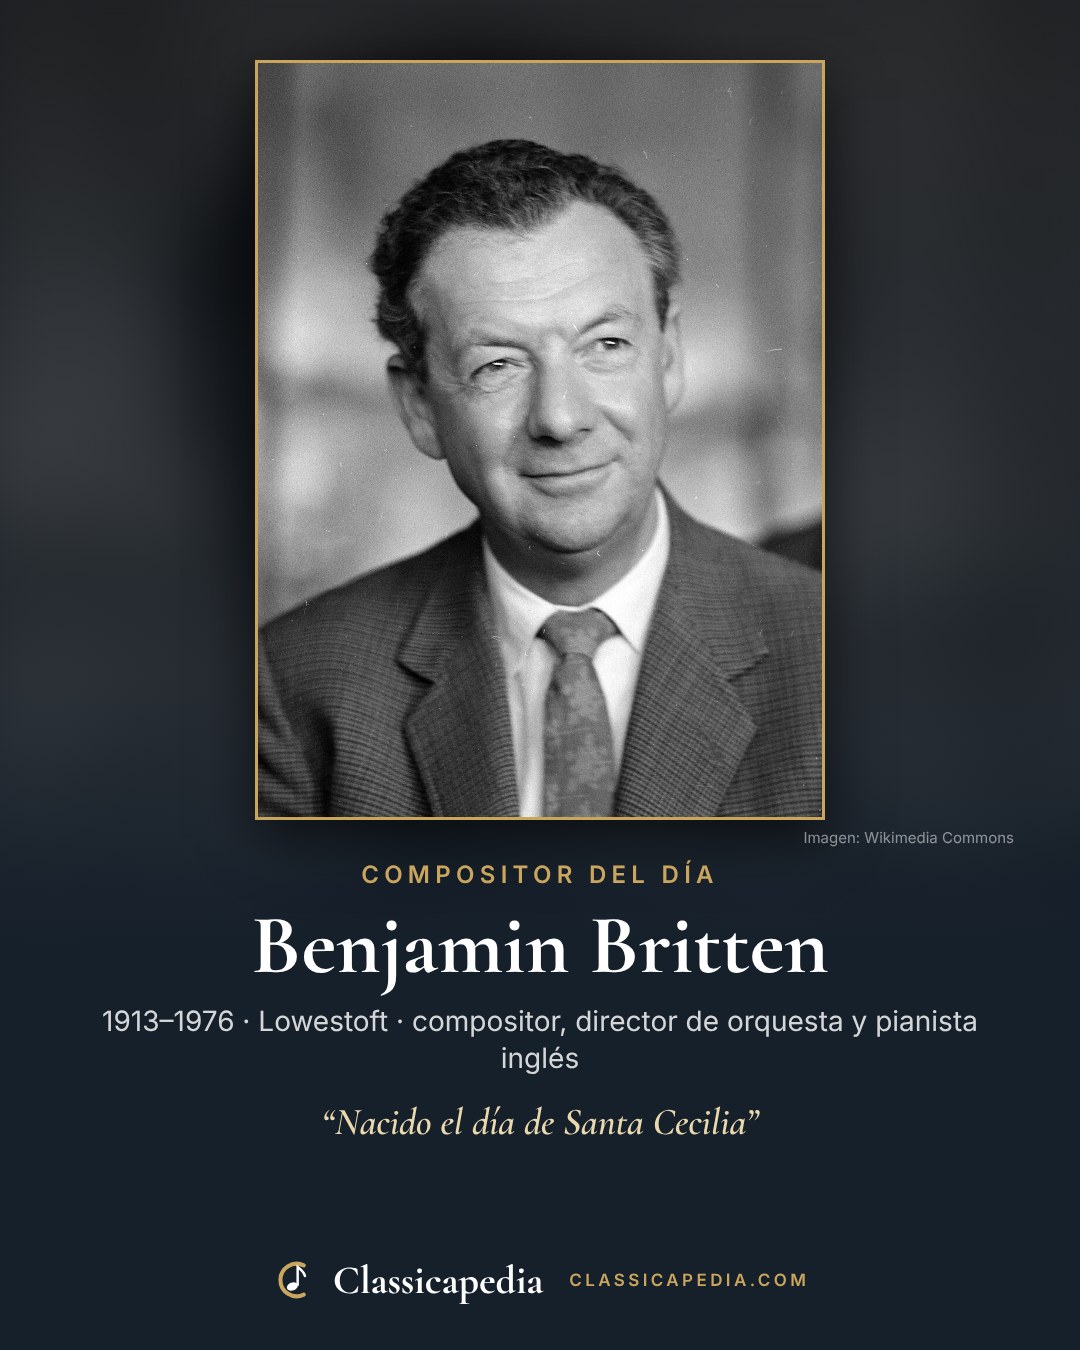 Imagen: Wikimedia Commons
COMPOSITOR DEL DÍA
Benjamin Britten
1913–1976 · Lowestoft · compositor, director de orquesta y pianista
inglés
“Nacido el día de Santa Cecilia”
Classicapedia CLASSICAPEDIA.COM